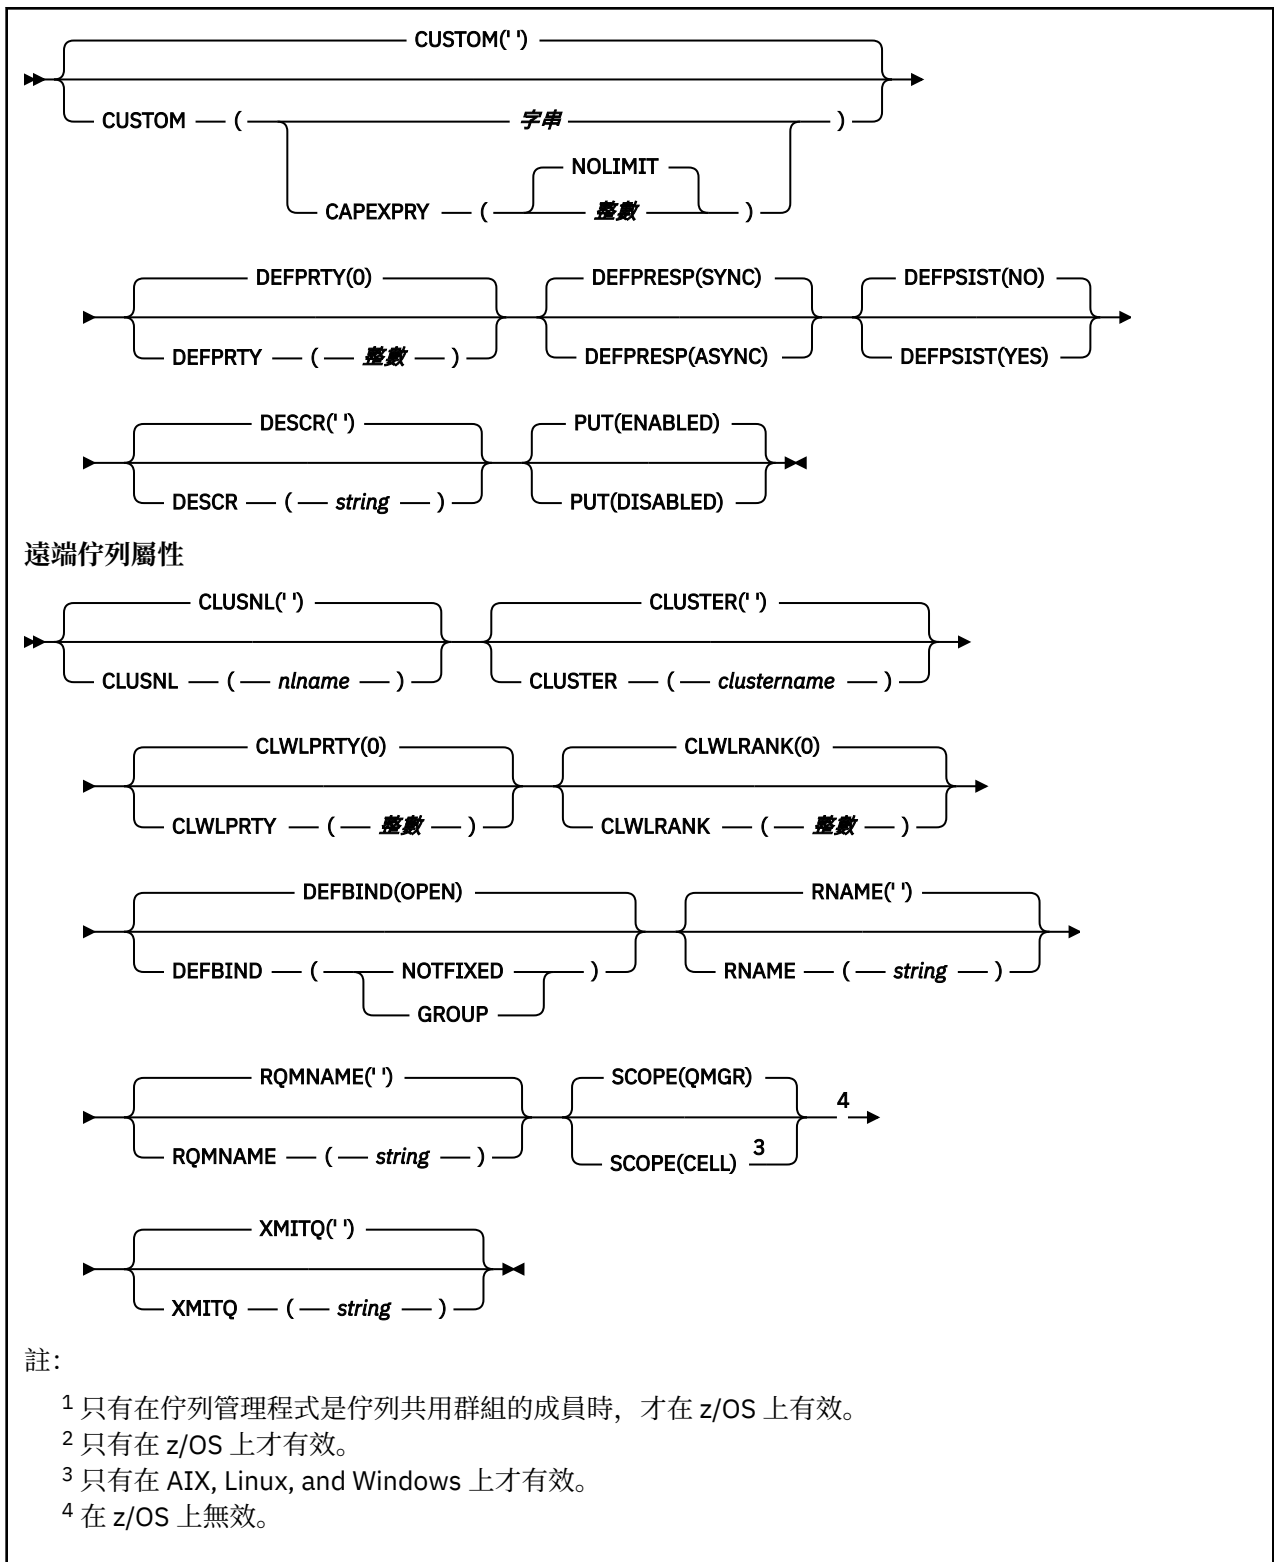 CUSTOM(' ')
CUSTOM ( 字串 )
NOLIMIT
CAPEXPRY ( 整數 )
DEFPRTY(0) DEFPRESP(SYNC) DEFPSIST(NO)
DEFPRTY ( 整數 ) DEFPRESP(ASYNC) DEFPSIST(YES)
DESCR(' ') PUT(ENABLED)
DESCR ( string ) PUT(DISABLED)
遠端佇列屬性
CLUSNL(' ') CLUSTER(' ')
CLUSNL ( nlname ) CLUSTER ( clustername )
CLWLPRTY(0) CLWLRANK(0)
CLWLPRTY ( 整數 ) CLWLRANK ( 整數 )
DEFBIND(OPEN) RNAME(' ')
DEFBIND ( NOTFIXED ) RNAME ( string )
GROUP
RQMNAME(' ') SCOPE(QMGR) 4
RQMNAME ( string ) SCOPE(CELL) 3
XMITQ(' ')
XMITQ ( string )
註：
1 只有在佇列管理程式是佇列共用群組的成員時，才在 z/OS 上有效。
2 只有在 z/OS 上才有效。
3 只有在 AIX, Linux, and Windows 上才有效。
4 在 z/OS 上無效。